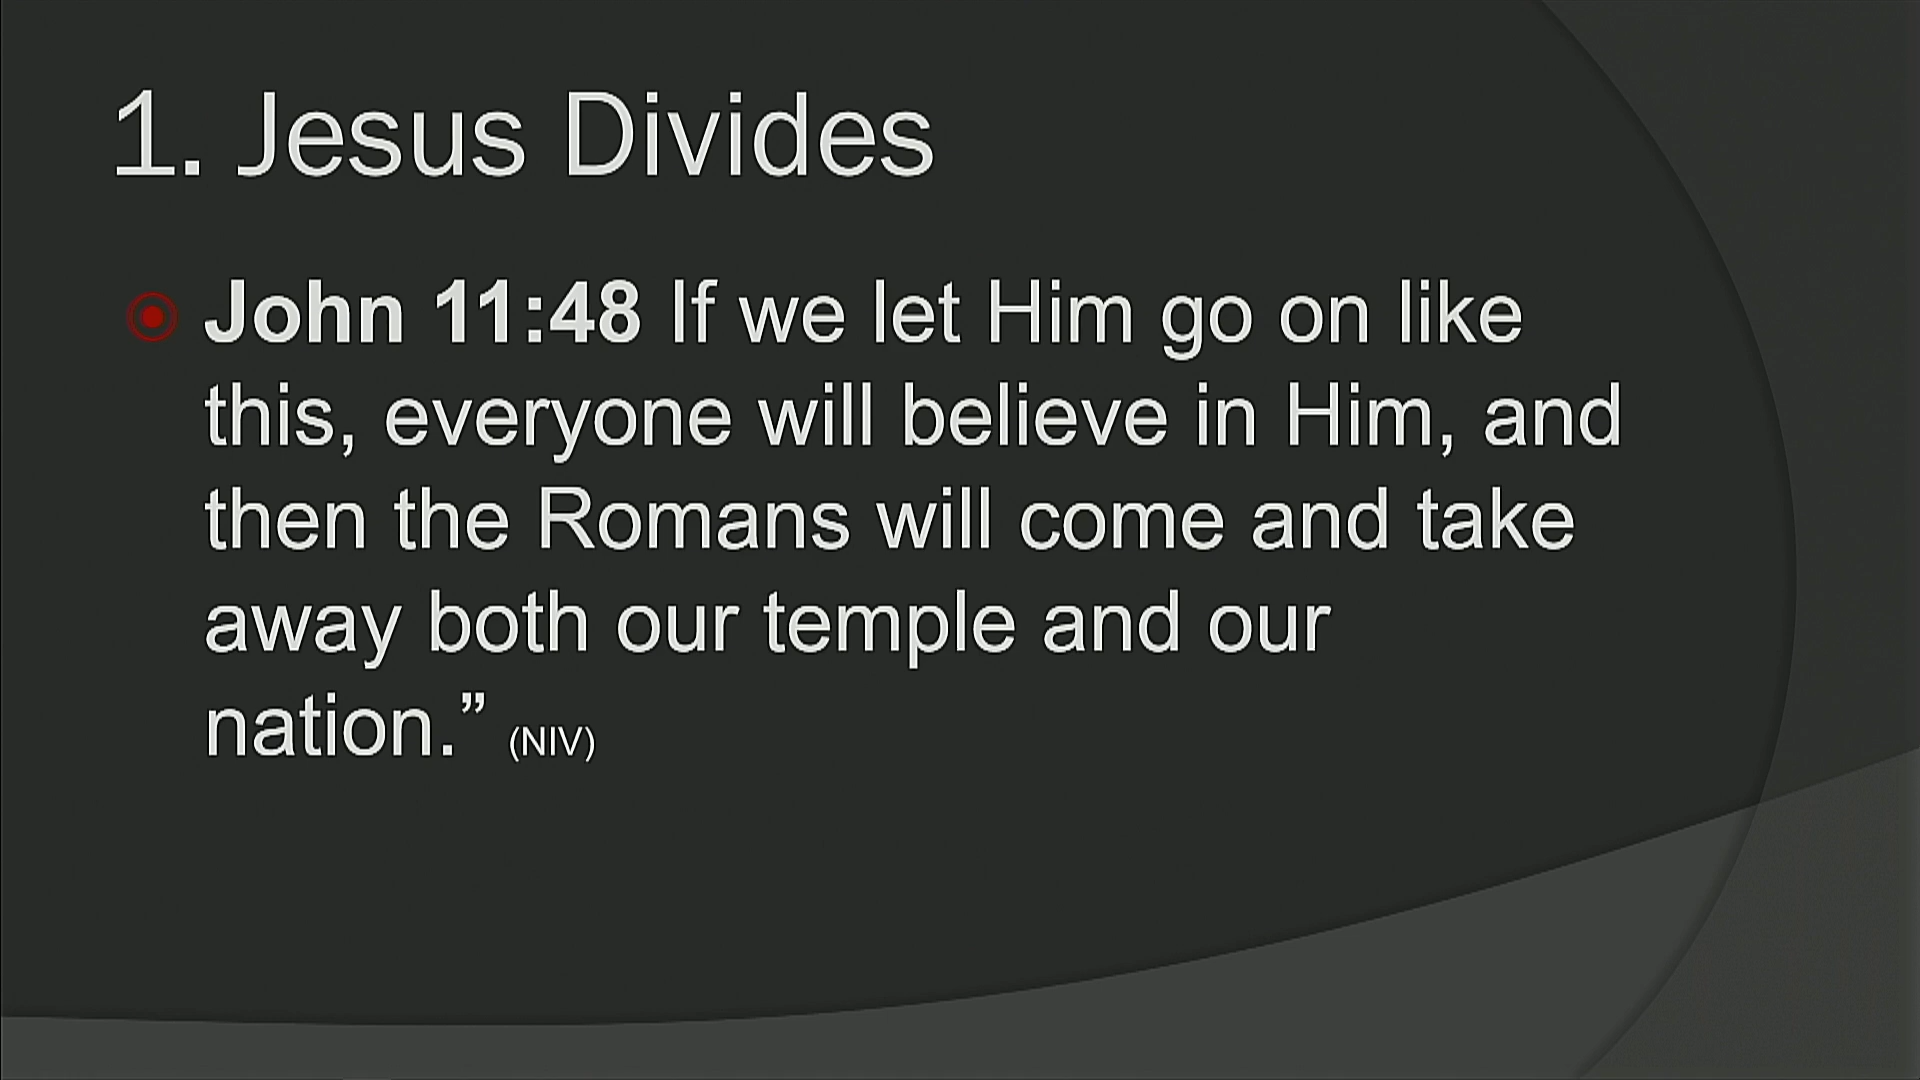 1. Jesus Divides
John 11:48 If we let Him go on like
this, everyone will believe in Him, and
then the Romans will come and take
away both our temple and our
nation.” (NIV)